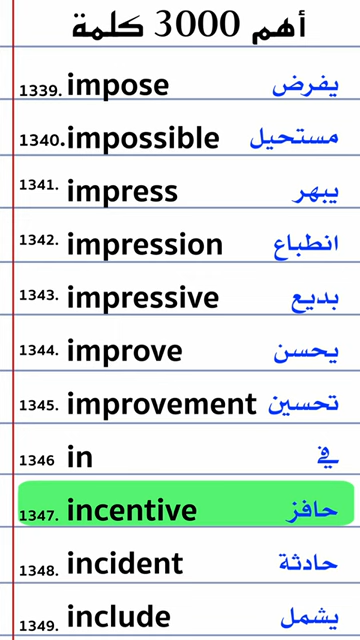 أهم 3000 كلمة
1339. impose يفرض
1340. impossible مستحيل
1341. impress يبهر
1342. impression انطباع
1343. impressive بديع
1344. improve يحسن
1345. improvement تحسين
1346 in في
1347. incentive حافز
1348. incident حادثة
1349. include يشمل